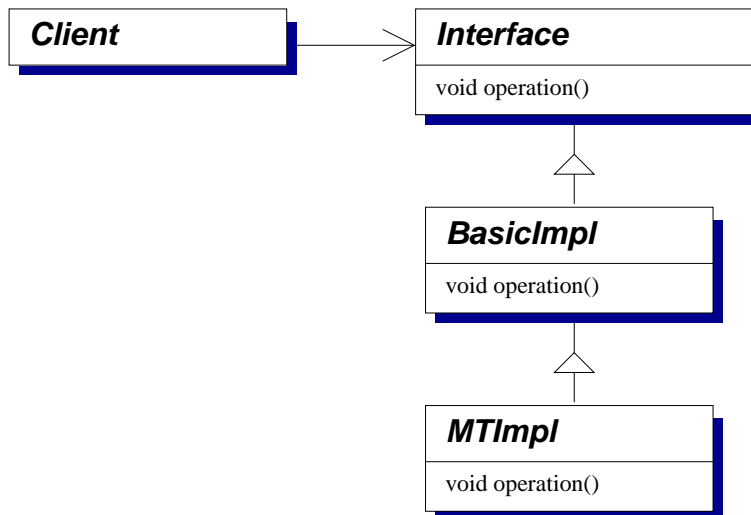 Client
Interface
void operation()
BasicImpl
void operation()
MTImpl
void operation()